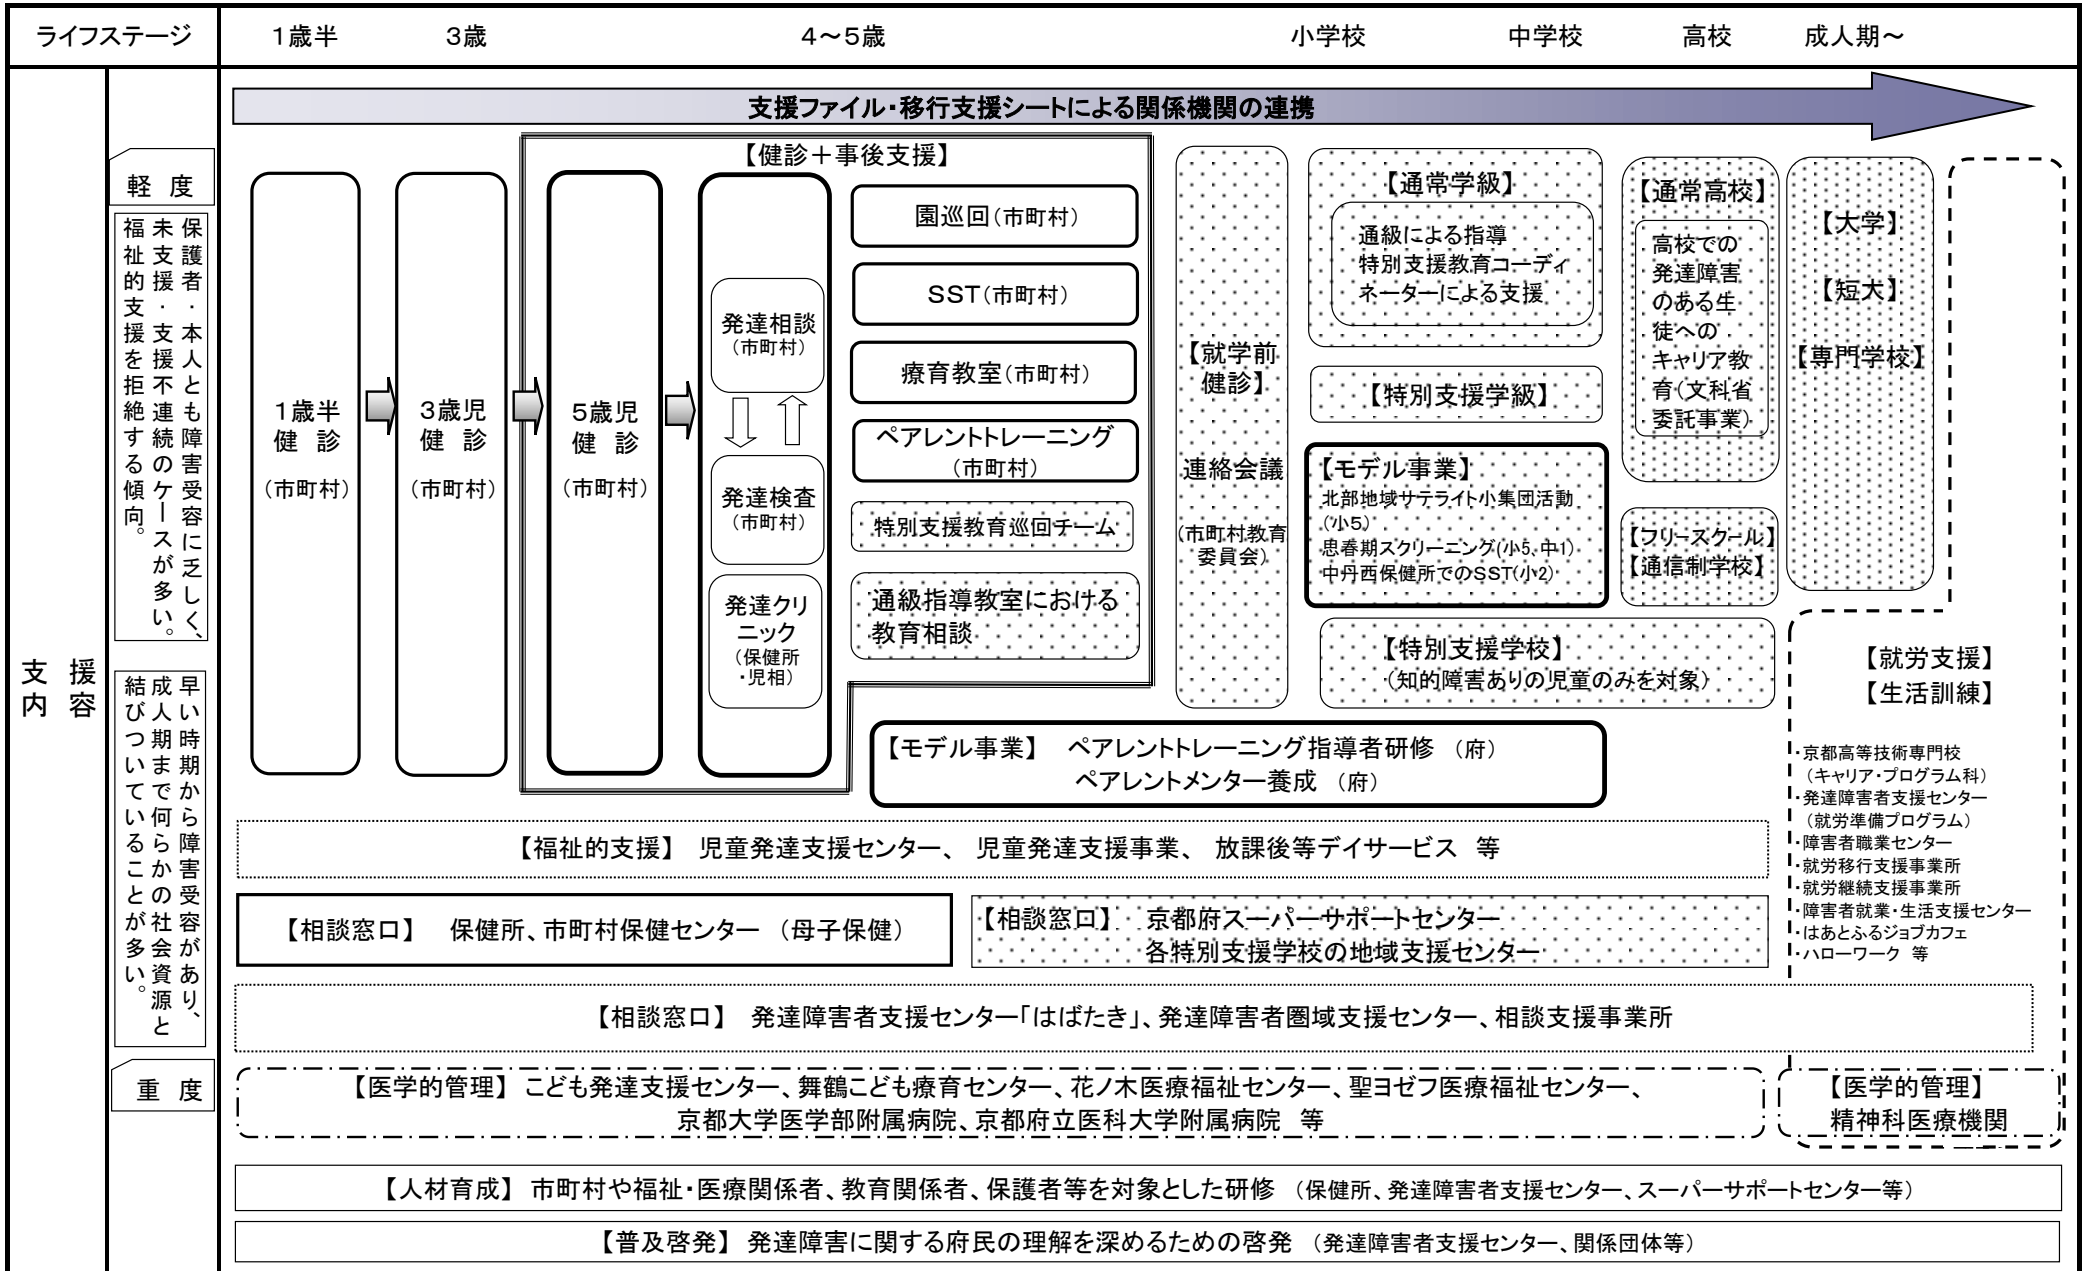 ライフステージ
1歳半
3歳
4～5歳
小学校
中学校
高校
成人期～
支援ファイル・移行支援シートによる関係機関の連携
支援
内容
軽度
保護者・本人とも障害受容に乏しく、
未支援・支援不連続のケースが多い。
福祉的支援を拒絶する傾向。
早い時期から障害受容があり、
成人期まで何らかの社会資源と
結びついていることが多い。
重度
1歳半
健診
（市町村）
3歳児
健診
（市町村）
【健診＋事後支援】
5歳児
健診
（市町村）
発達相談
（市町村）
発達検査
（市町村）
発達クリ
ニック
（保健所
・児相）
園巡回（市町村）
SST（市町村）
療育教室（市町村）
ペアレントトレーニング
（市町村）
特別支援教育巡回チーム
通級指導教室における
教育相談
【就学前
健診】
連絡会議
（市町村教育
委員会）
【通常学級】
通級による指導
特別支援教育コーディ
ネーターによる支援
【特別支援学級】
【モデル事業】
北部地域サテライト小集団活動
(小5)
思春期スクリーニング(小5、中1)
中丹西保健所でのSST(小2)
【特別支援学校】
（知的障害ありの児童のみを対象）
【通常高校】
高校での
発達障害
のある生
徒への
キャリア教
育（文科省
委託事業）
【フリースクール】
【通信制学校】
【大学】
【短大】
【専門学校】
【就労支援】
【生活訓練】
・京都高等技術専門校
（キャリア・プログラム科）
・発達障害者支援センター
（就労準備プログラム）
・障害者職業センター
・就労移行支援事業所
・就労継続支援事業所
・障害者就業・生活支援センター
・はあとふるジョブカフェ
・ハローワーク 等
【モデル事業】 ペアレントトレーニング指導者研修 （府）
ペアレントメンター養成 （府）
【福祉的支援】 児童発達支援センター、 児童発達支援事業、 放課後等デイサービス 等
【相談窓口】 保健所、市町村保健センター （母子保健）
【相談窓口】 京都府スーパーサポートセンター
各特別支援学校の地域支援センター
【相談窓口】 発達障害者支援センター「はばたき」、発達障害者圏域支援センター、相談支援事業所
【医学的管理】 こども発達支援センター、舞鶴こども療育センター、花ノ木医療福祉センター、聖ヨゼフ医療福祉センター、
京都大学医学部附属病院、京都府立医科大学附属病院 等
【医学的管理】
精神科医療機関
【人材育成】 市町村や福祉・医療関係者、教育関係者、保護者等を対象とした研修 （保健所、発達障害者支援センター、スーパーサポートセンター等）
【普及啓発】 発達障害に関する府民の理解を深めるための啓発 （発達障害者支援センター、関係団体等）